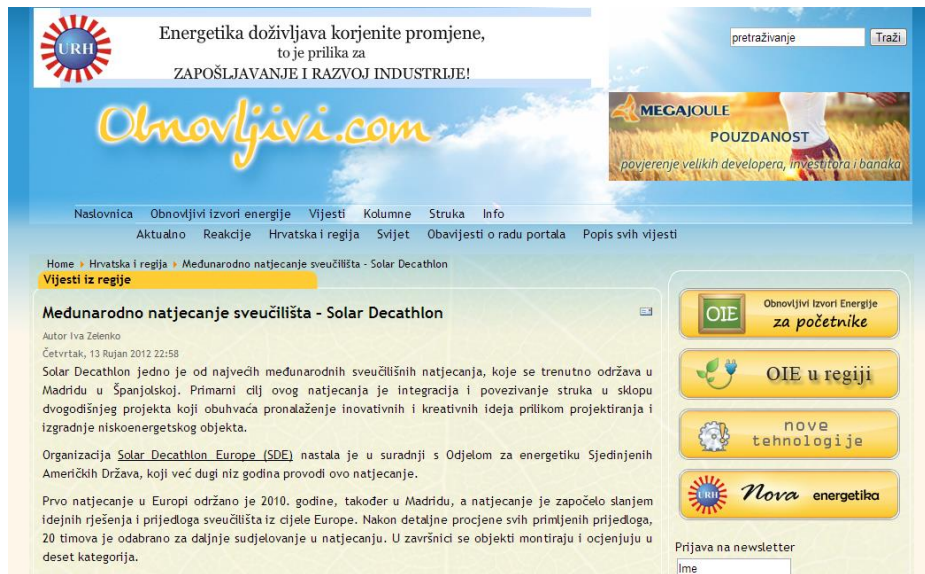 URH
Energetika doživljava korjenite promjene,
to je prilika za
ZAPOŠLJAVANJE I RAZVOJ INDUSTRIJE!
pretraživanje
Traži
Obnovljivi.com
MEGAJOULE
POUZDANOST
povjerenje velikih developera, investitora i banaka
Naslovnica Obnovljivi izvori energije Vijesti Kolumne Struka Info
Aktualno Reakcije Hrvatska i regija Svijet Obavijesti o radu portala Popis svih vijesti
Home Hrvatska i regija Međunarodno natjecanje sveučilišta - Solar Decathlon
Vijesti iz regije
Međunarodno natjecanje sveučilišta - Solar Decathlon
Autor Iva Zelenko
Četvrtak, 13 Rujan 2012 22:58
Solar Decathlon jedno je od najvećih međunarodnih sveučilišnih natjecanja, koje se trenutno održava u
Madridu u Španjolskoj. Primarni cilj ovog natjecanja je integracija i povezivanje struka u sklopu
dvogodišnjeg projekta koji obuhvaća pronalaženje inovativnih i kreativnih ideja prilikom projektiranja i
izgradnje niskoenergetskog objekta.
Organizacija Solar Decathlon Europe (SDE) nastala je u suradnji s Odjelom za energetiku Sjedinjenih
Američkih Država, koji već dugi niz godina provodi ovo natjecanje.
Prvo natjecanje u Europi održano je 2010. godine, također u Madridu, a natjecanje je započelo slanjem
idejnih rješenja i prijedloga sveučilišta iz cijele Europe. Nakon detaljne procjene svih primljenih prijedloga,
20 timova je odabrano za daljnje sudjelovanje u natjecanju. U završnici se objekti montiraju i ocjenjuju u
deset kategorija.
OIE
Obnovljivi Izvori Energije
za početnike
OIE u regiji
nove
tehnologije
URH
Nova energetika
Prijava na newsletter
Ime